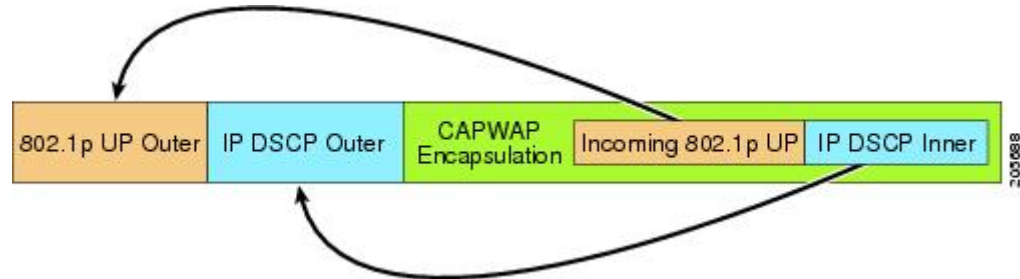 802.1p UP Outer
IP DSCP Outer
CAPWAP
Encapsulation
Incoming 802.1p UP
IP DSCP Inner
205688